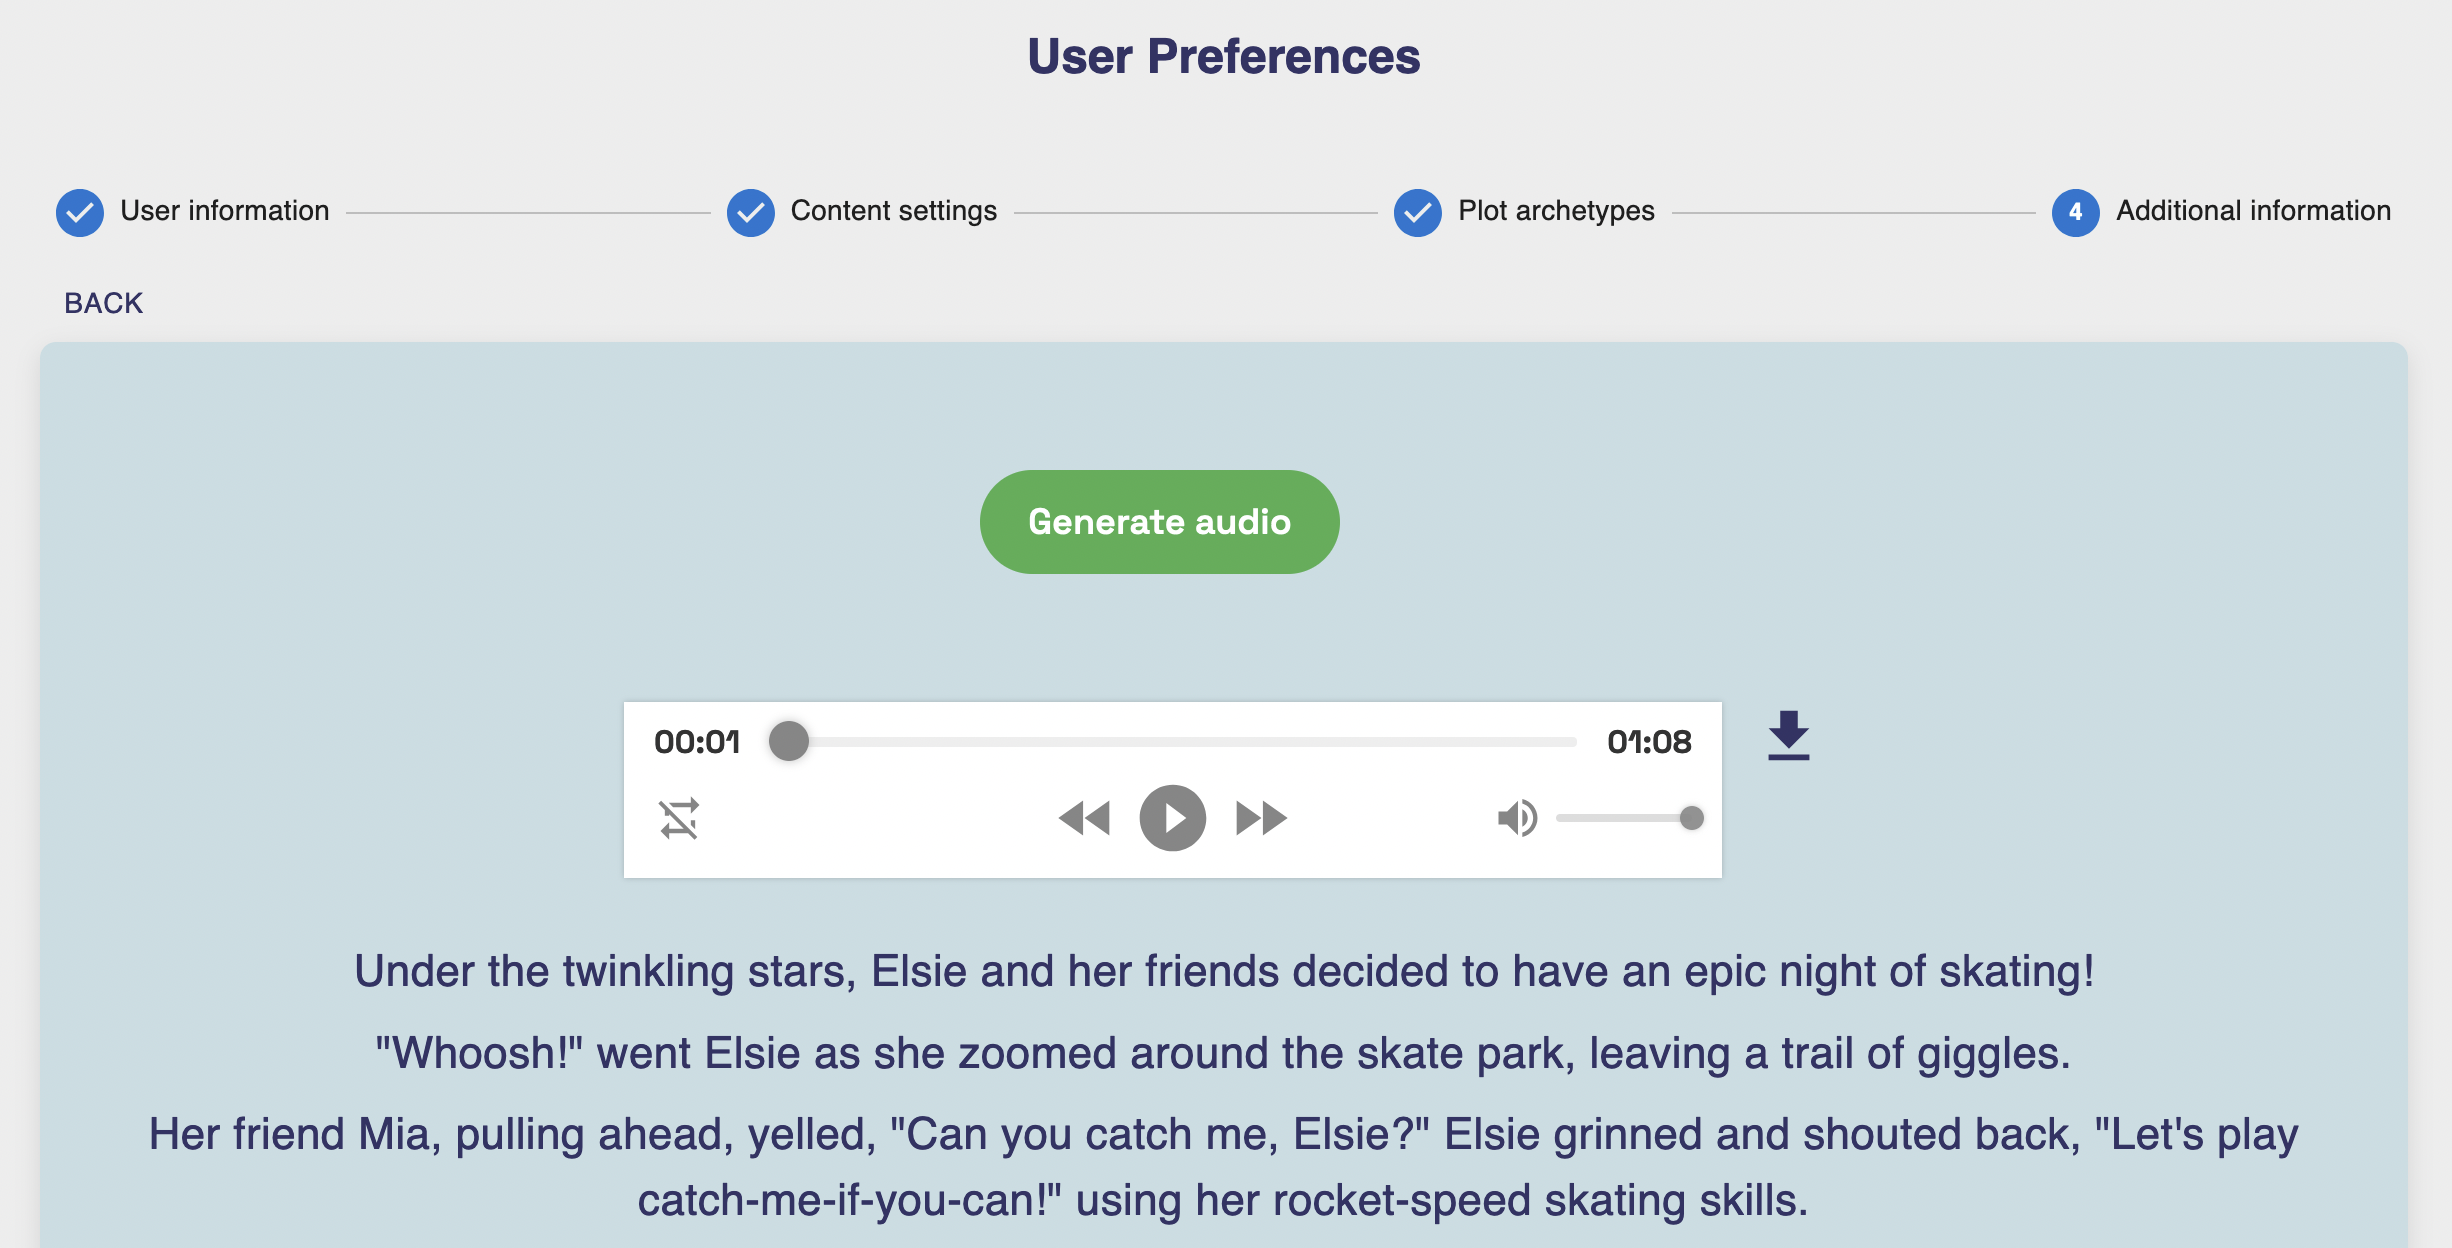 User Preferences
User information
Content settings
Plot archetypes
4 Additional information
BACK
Generate audio
00:01 01:08
Under the twinkling stars, Elsie and her friends decided to have an epic night of skating!
"Whoosh!" went Elsie as she zoomed around the skate park, leaving a trail of giggles.
Her friend Mia, pulling ahead, yelled, "Can you catch me, Elsie?" Elsie grinned and shouted back, "Let's play
catch-me-if-you-can!" using her rocket-speed skating skills.